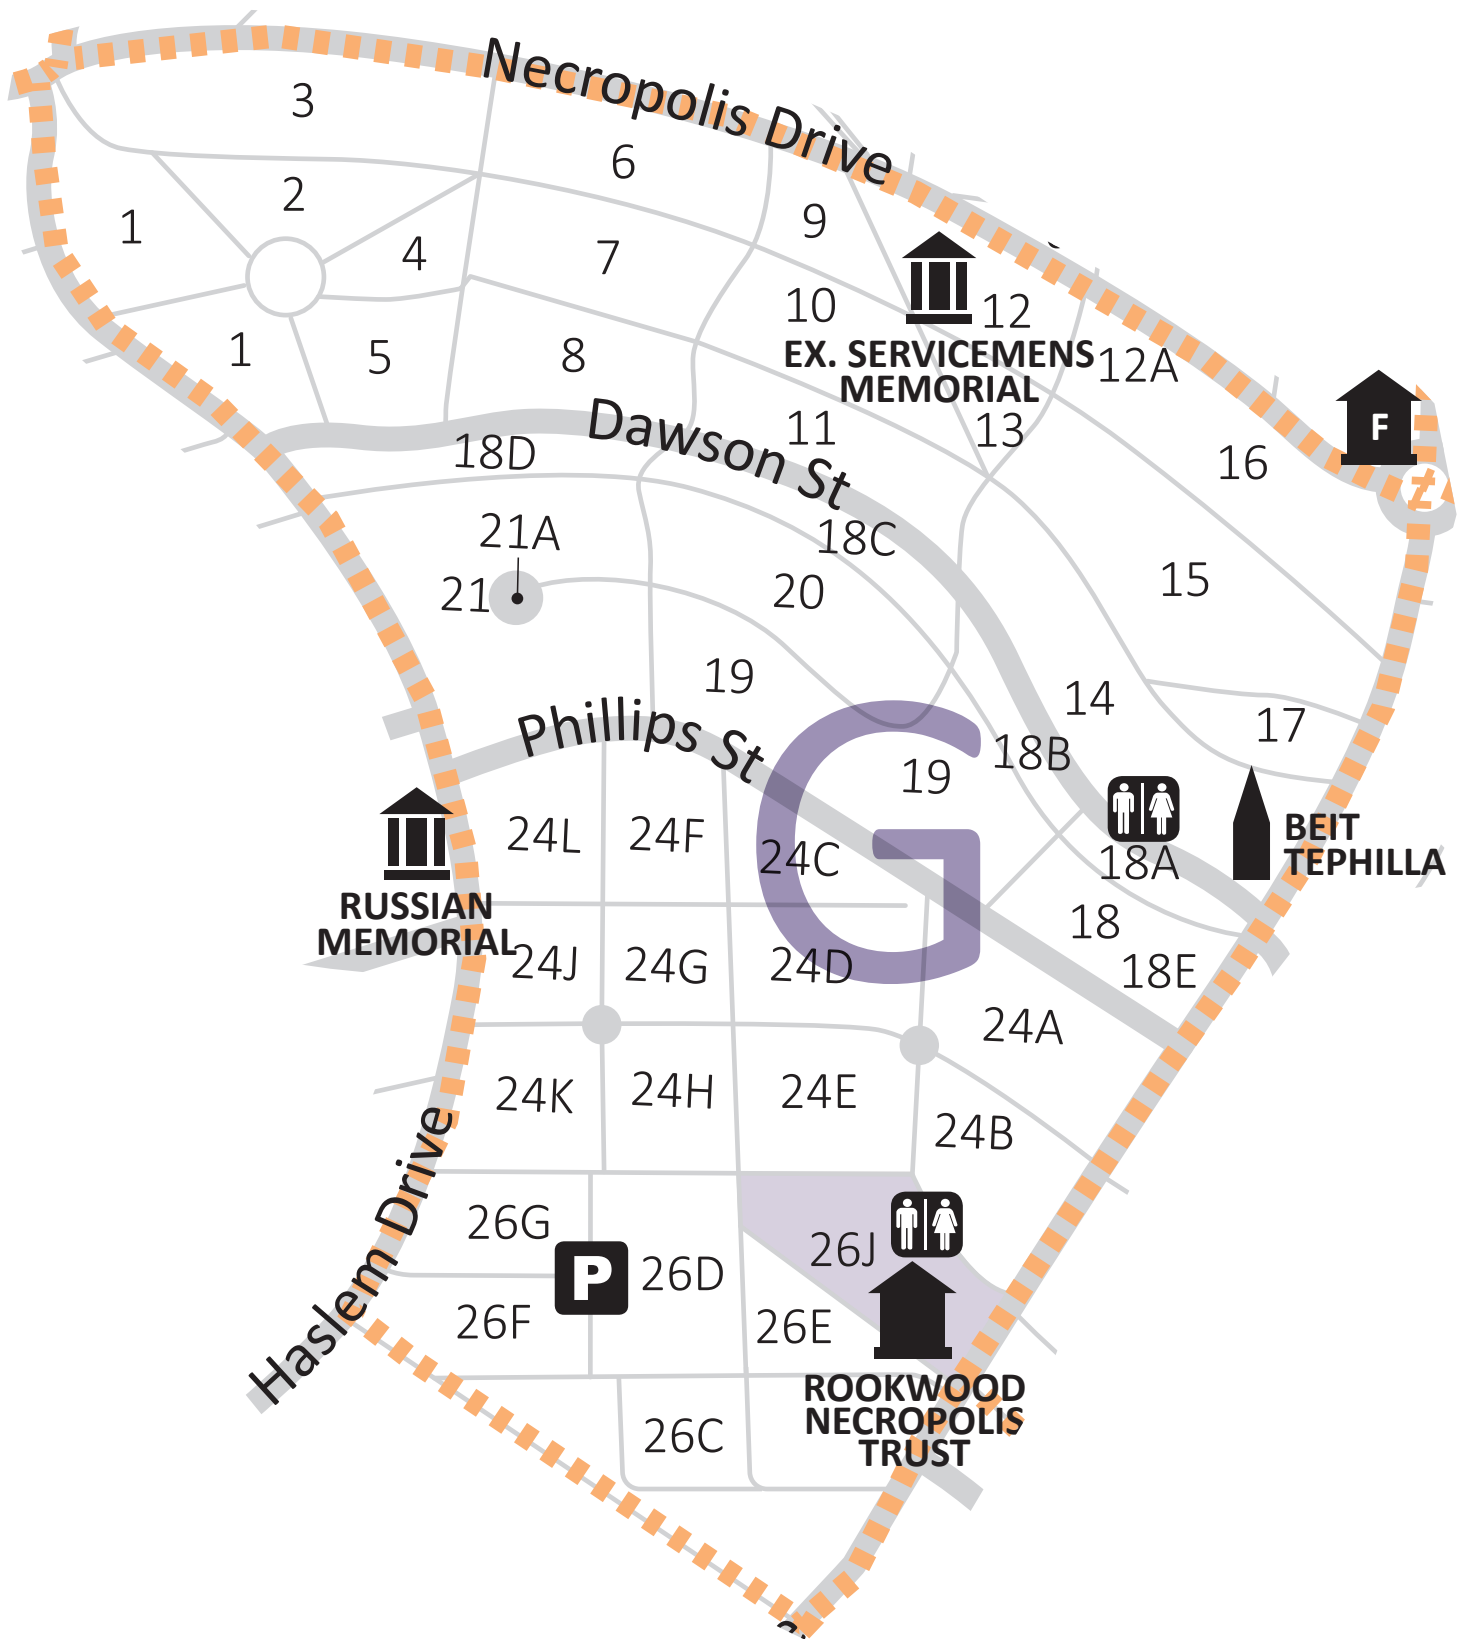 Necropolis Drive
3
6
2
1
9
4
7
10
12
1
5
8
EX. SERVICEMENS
MEMORIAL
12A
11
13
F
Dawson St
18D
16
21A
18C
21
20
15
19
14
17
Phillips St
G
18B
19
24L
24F
24C
18A
BEIT
TEPHILLA
RUSSIAN
MEMORIAL
18
24J
24G
24D
18E
24A
24K
24H
24E
24B
Haslem Drive
26G
26J
P
26D
26F
26E
ROOKWOOD
NECROPOLIS
TRUST
26C